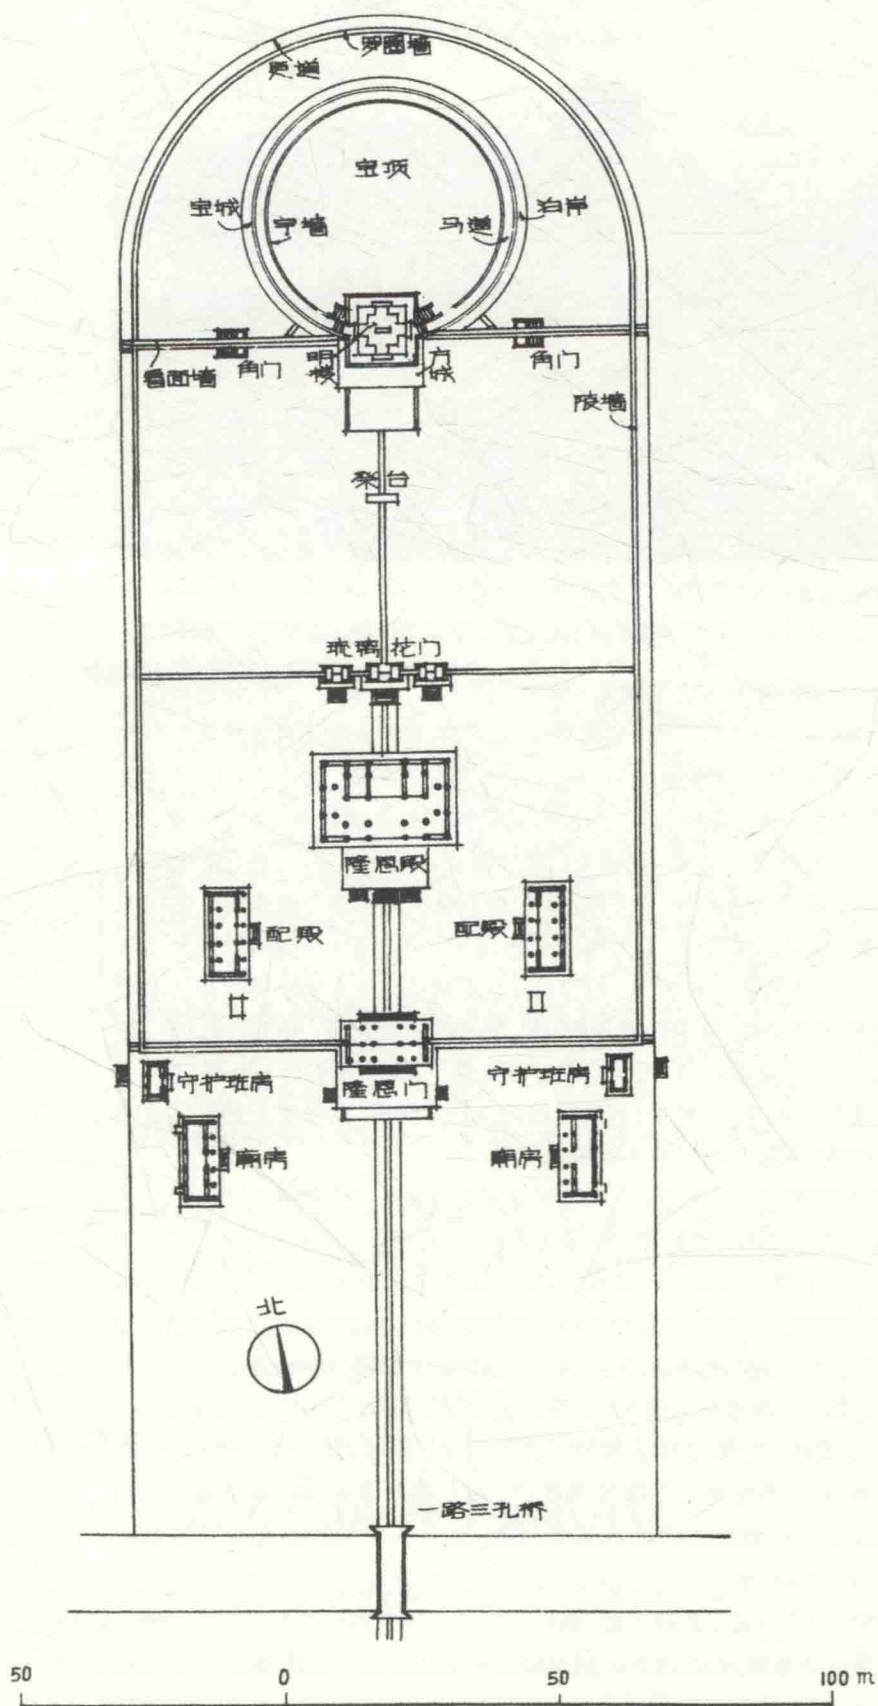 罗圈墙
宝顶
宝城
宇墙
马道
泊岸
明楼
方城
角门
角门
看面墙
陵墙
祭台
琉璃花门
隆恩殿
配殿
配殿
隆恩门
守护班房
守护班房
厢房
厢房
北
一路三孔桥
50 0 50 100 m